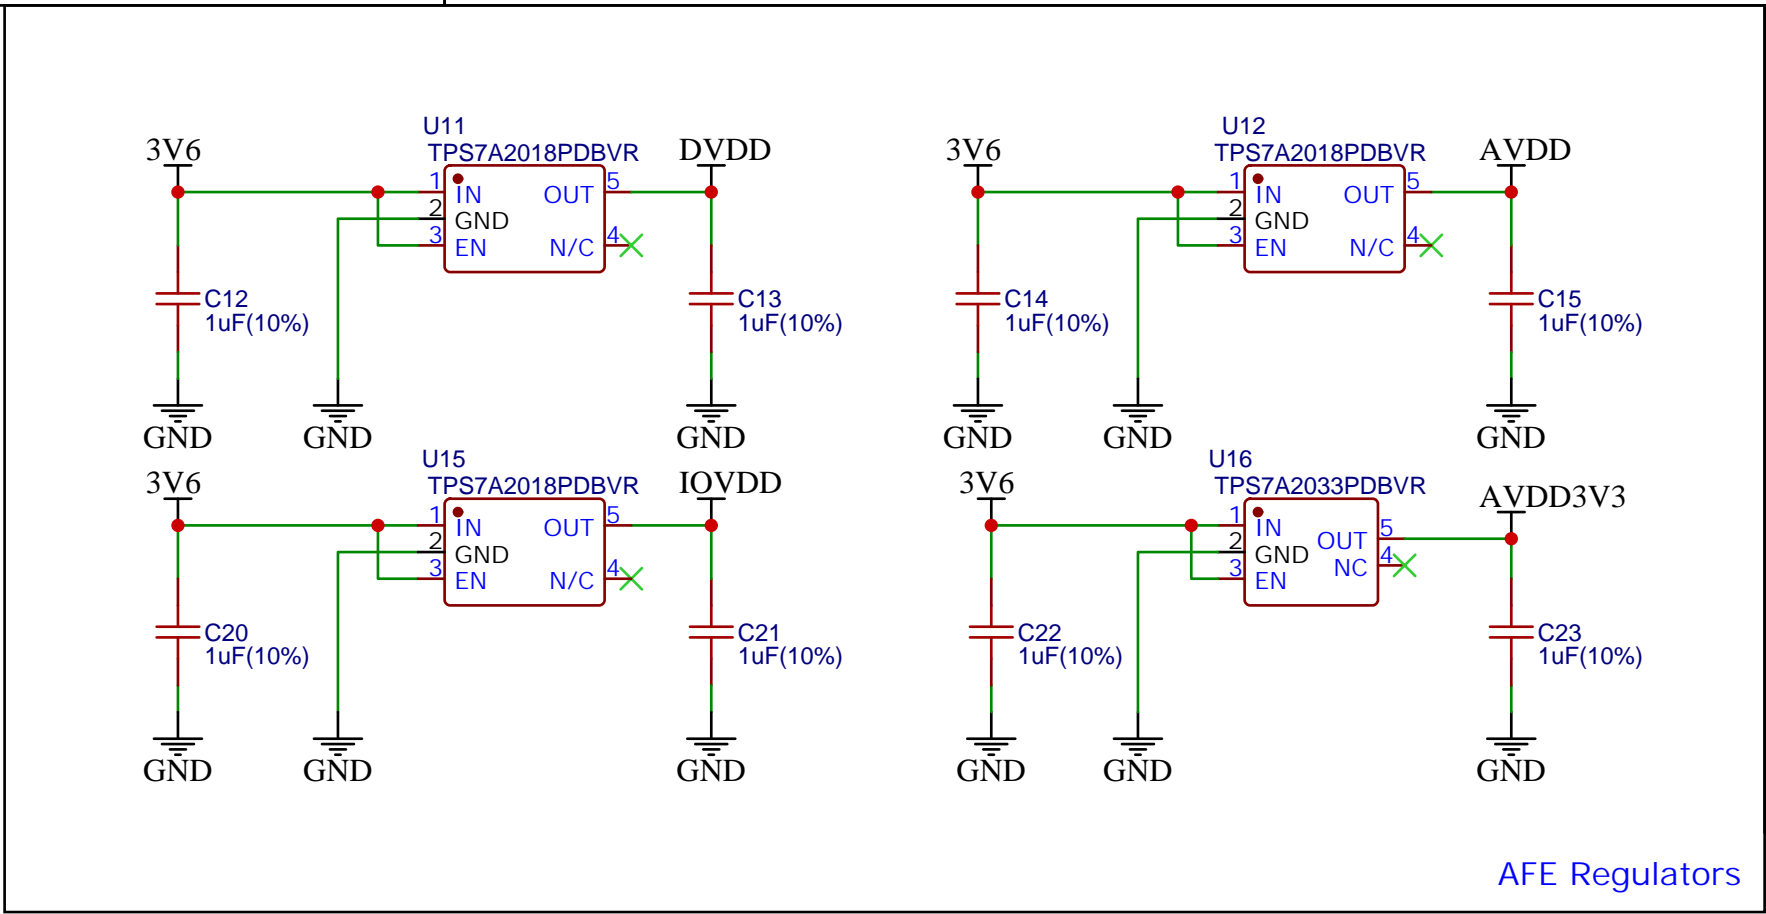 U11
TPS7A2018PDBVR
3V6
DVDD
1
IN
OUT
5
2
GND
3
EN
N/C
4
C12
1uF(10%)
C13
1uF(10%)
GND
GND
GND
U12
TPS7A2018PDBVR
3V6
AVDD
1
IN
OUT
5
2
GND
3
EN
N/C
4
C14
1uF(10%)
C15
1uF(10%)
GND
GND
GND
U15
TPS7A2018PDBVR
3V6
IOVDD
1
IN
OUT
5
2
GND
3
EN
N/C
4
C20
1uF(10%)
C21
1uF(10%)
GND
GND
GND
U16
TPS7A2033PDBVR
3V6
AVDD3V3
1
IN
5
2
GND
OUT
4
3
EN
NC
C22
1uF(10%)
C23
1uF(10%)
GND
GND
GND
AFE Regulators